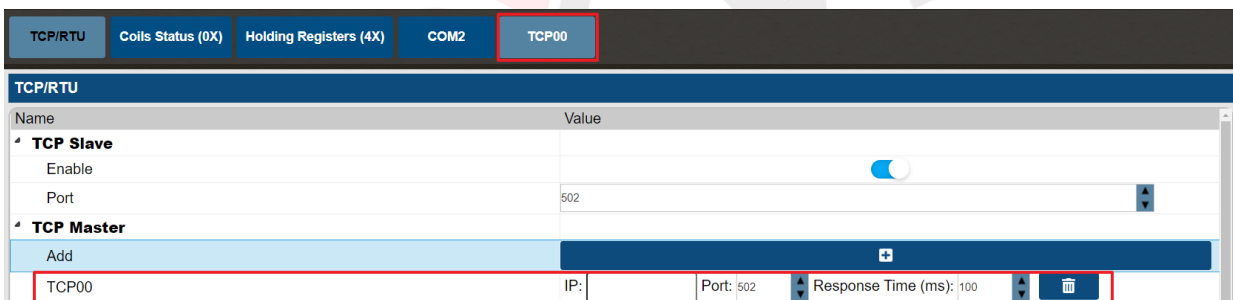 TCP/RTU Coils Status (0X) Holding Registers (4X) COM2 TCP00
TCP/RTU
Name Value
TCP Slave
Enable
Port 502
TCP Master
Add
TCP00 IP: Port: 502 Response Time (ms): 100